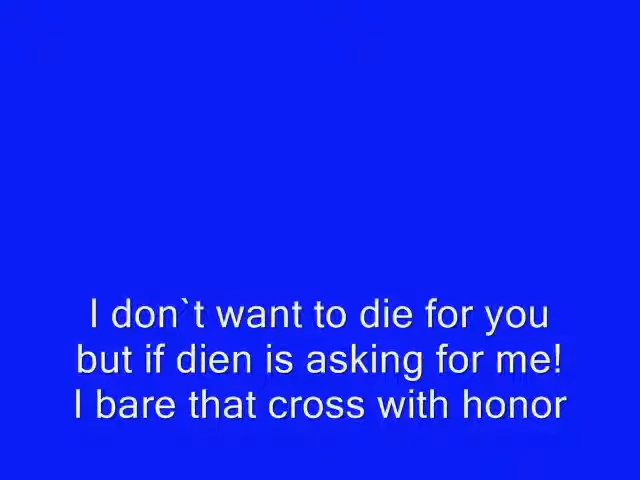 I don`t want to die for you
but if dien is asking for me!
I bare that cross with honor